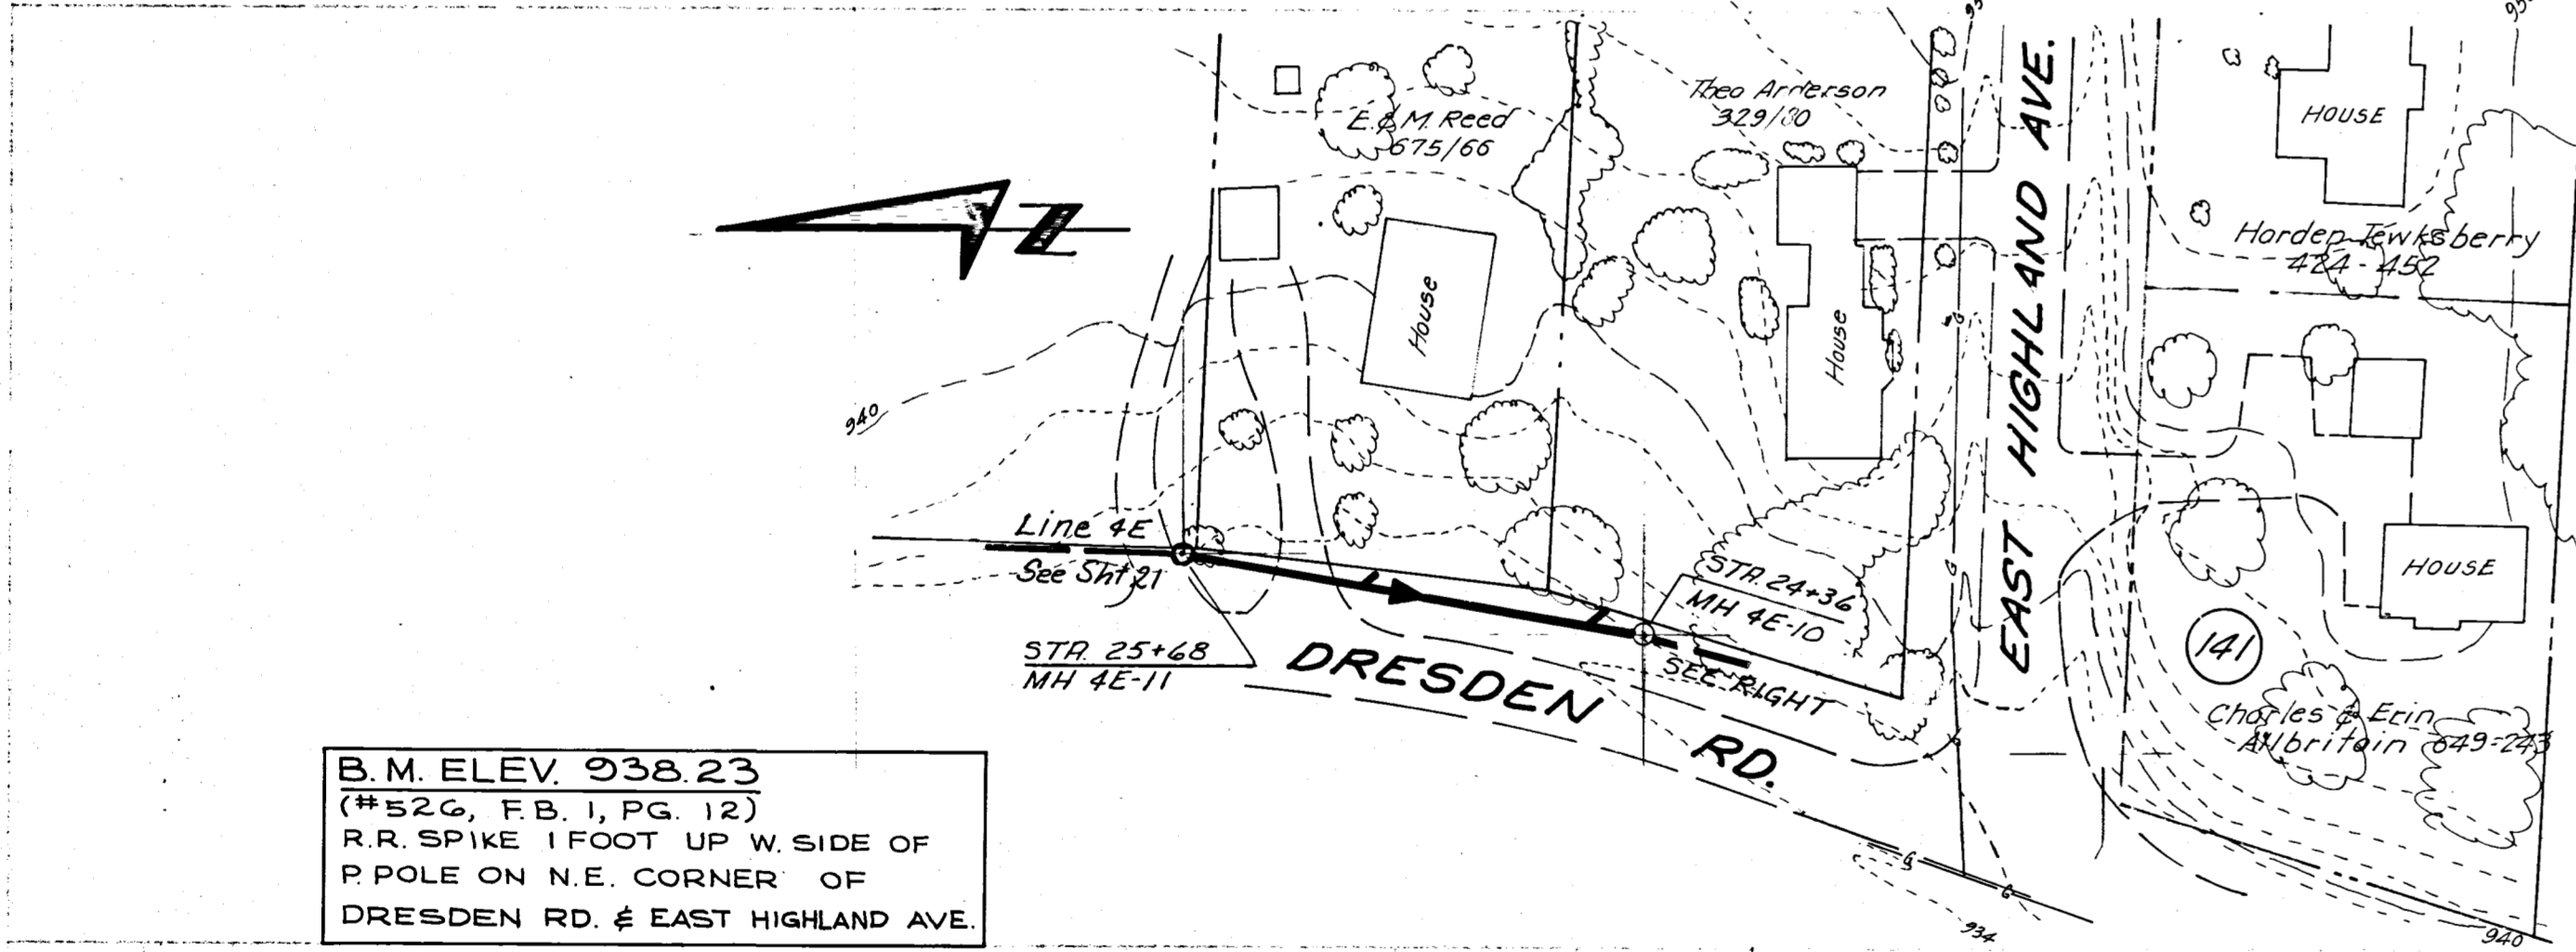 E. & M. Reed
675/66
Theo Anderson
329/
EAST HIGHLAND AVE.
HOUSE
Harden Tewksberry
424-452
N
House
House
940
Line 4E
See Sht 21
STA. 25+68
MH 4E-11
STA. 24+36
MH 4E-10
SEE RIGHT
DRESDEN RD.
HOUSE
141
Charles & Erin
Allbritain 649-243
G
G
934
940
B.M. ELEV. 938.23
(#526, F.B. 1, PG. 12)
R.R. SPIKE 1 FOOT UP W. SIDE OF
P. POLE ON N.E. CORNER OF
DRESDEN RD. & EAST HIGHLAND AVE.